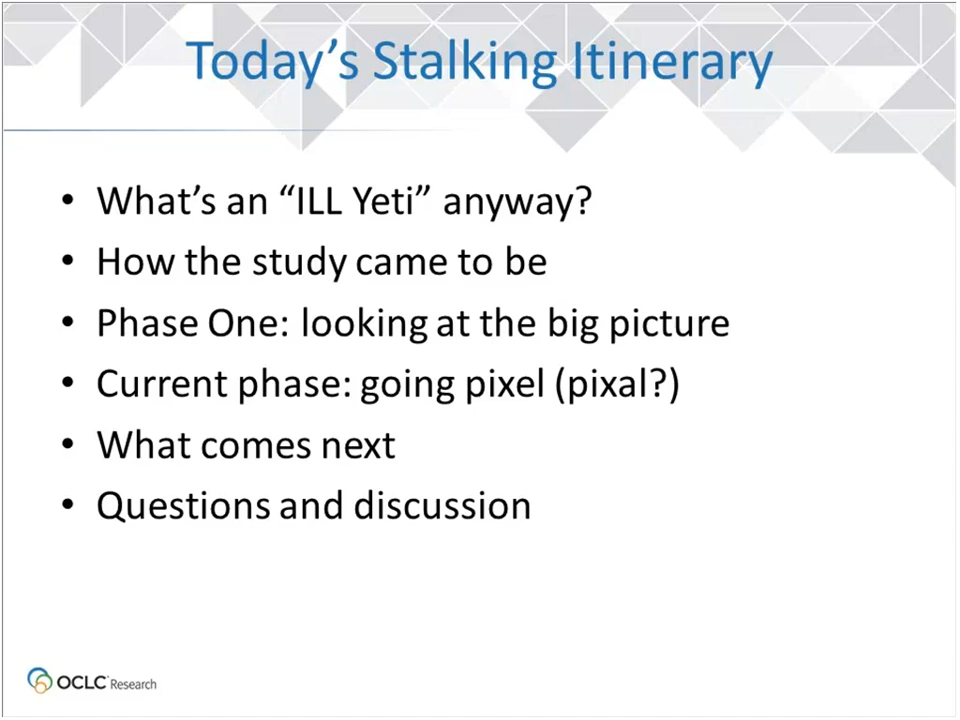 Today’s Stalking Itinerary
• What’s an “ILL Yeti” anyway?
• How the study came to be
• Phase One: looking at the big picture
• Current phase: going pixel (pixal?)
• What comes next
• Questions and discussion
OCLC Research